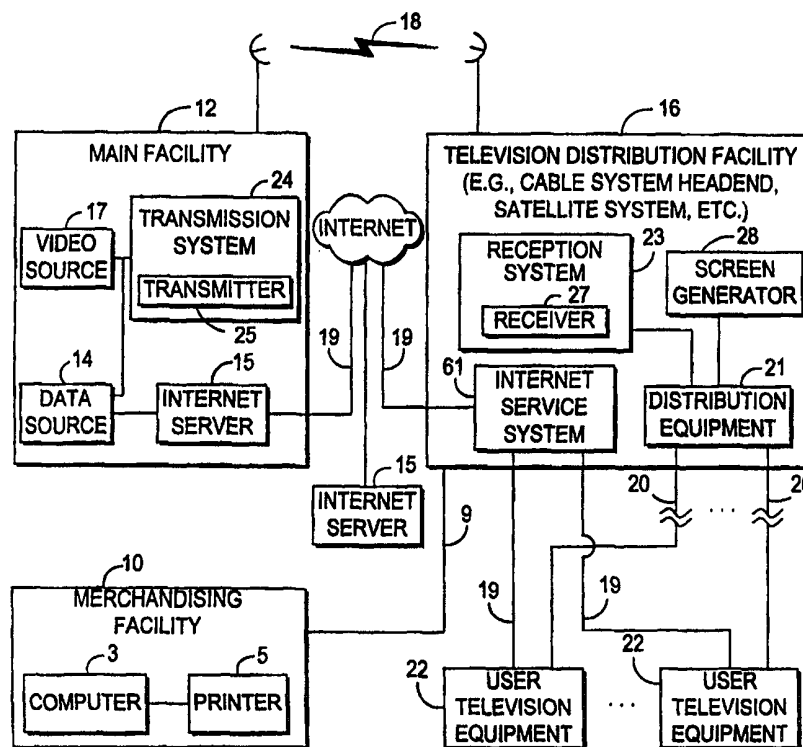 18
12
MAIN FACILITY
24
17
VIDEO
SOURCE
TRANSMISSION
SYSTEM
TRANSMITTER
25
14
DATA
SOURCE
15
INTERNET
SERVER
INTERNET
19
19
15
INTERNET
SERVER
16
TELEVISION DISTRIBUTION FACILITY
(E.G., CABLE SYSTEM HEADEND,
SATELLITE SYSTEM, ETC.)
RECEPTION
SYSTEM
23
27
RECEIVER
28
SCREEN
GENERATOR
61
INTERNET
SERVICE
SYSTEM
21
DISTRIBUTION
EQUIPMENT
20
...
9
10
MERCHANDISING
FACILITY
3
COMPUTER
5
PRINTER
19
19
22
USER
TELEVISION
EQUIPMENT
...
22
USER
TELEVISION
EQUIPMENT